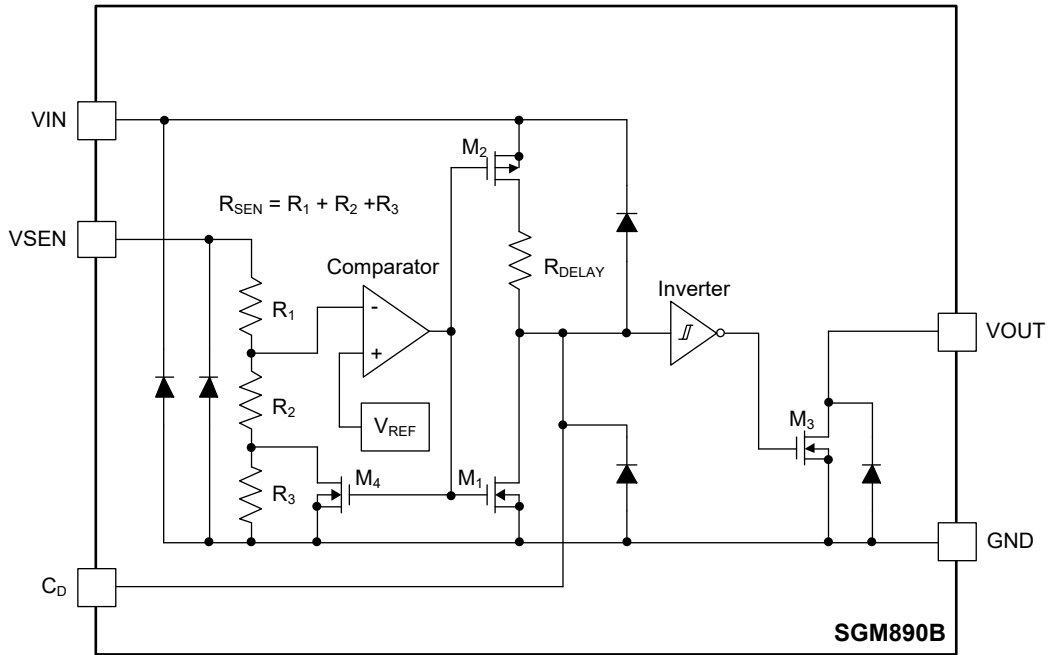 VIN
M2
RSEN = R1 + R2 +R3
VSEN
RDELAY
Comparator
Inverter
R1
-
+
VOUT
R2
VREF
M3
R3
M4
M1
GND
CD
SGM890B